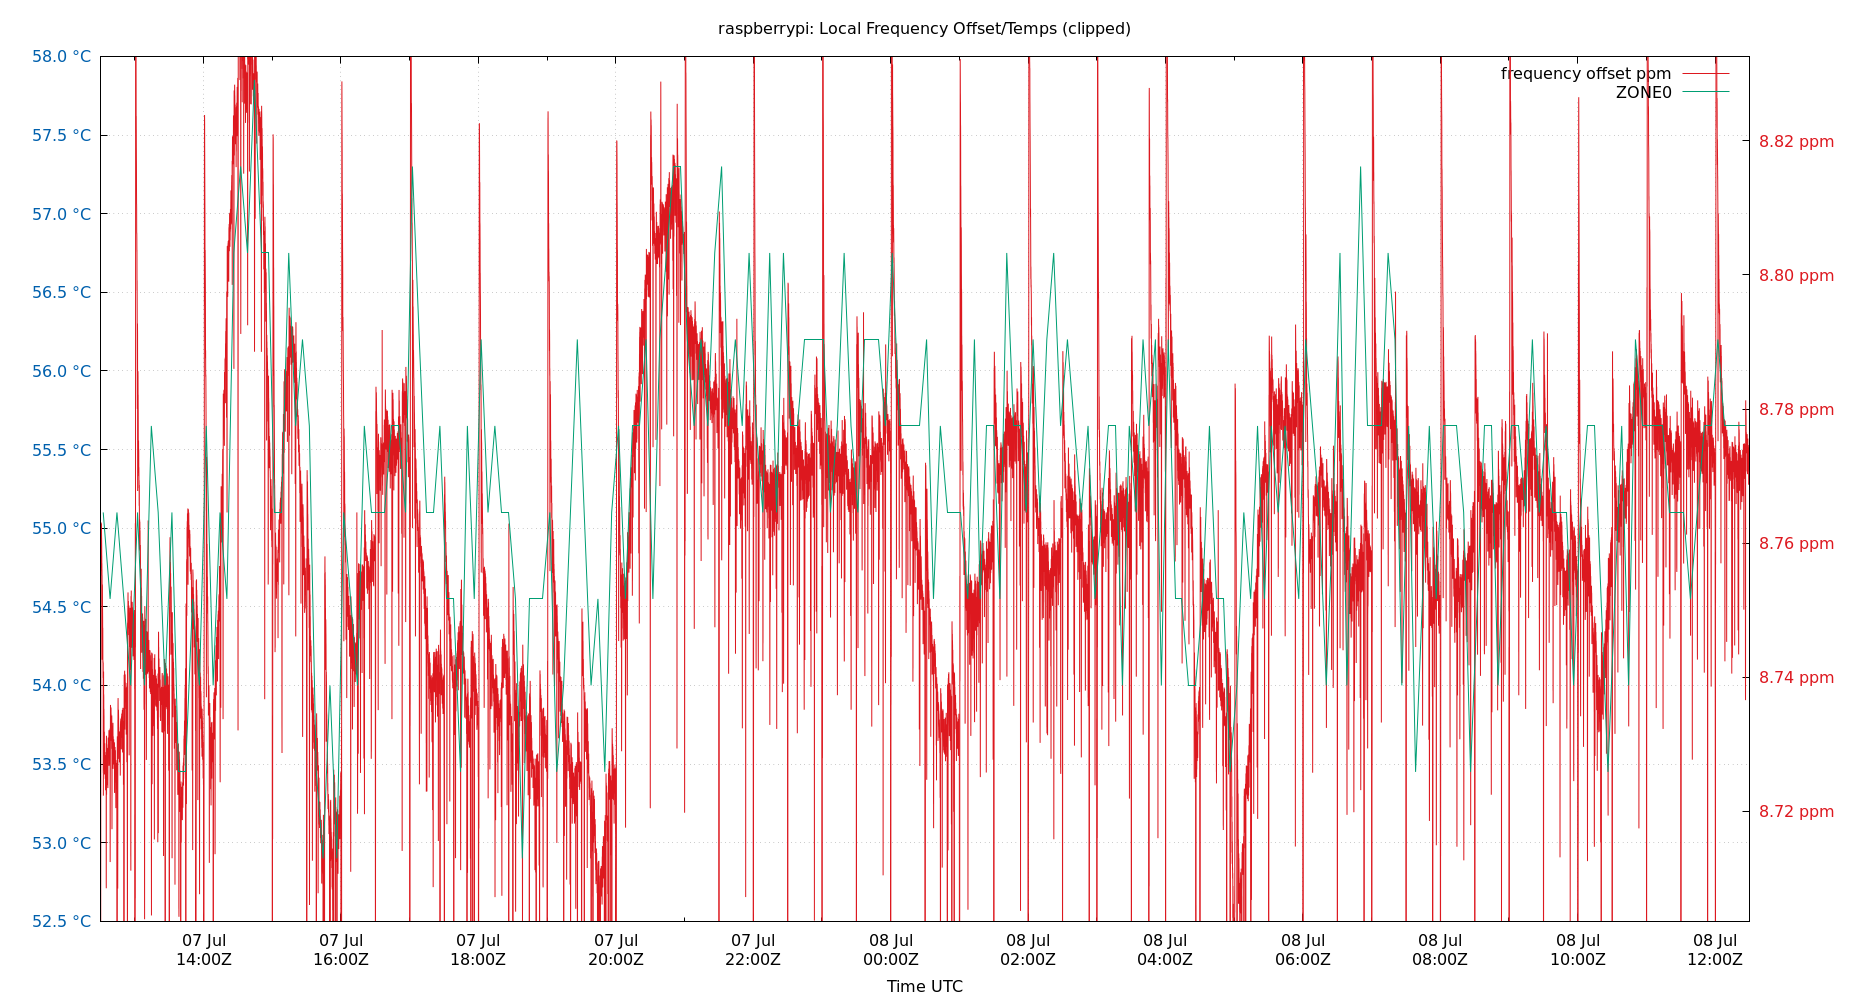 raspberrypi: Local Frequency Offset/Temps (clipped)
58.0 °C
57.5 °C
57.0 °C
56.5 °C
56.0 °C
55.5 °C
55.0 °C
54.5 °C
54.0 °C
53.5 °C
53.0 °C
52.5 °C
frequency offset ppm
ZONE0
8.82 ppm
8.80 ppm
8.78 ppm
8.76 ppm
8.74 ppm
8.72 ppm
07 Jul 07 Jul 07 Jul 07 Jul 07 Jul 08 Jul 08 Jul 08 Jul 08 Jul 08 Jul 08 Jul 08 Jul
14:00Z 16:00Z 18:00Z 20:00Z 22:00Z 00:00Z 02:00Z 04:00Z 06:00Z 08:00Z 10:00Z 12:00Z
Time UTC